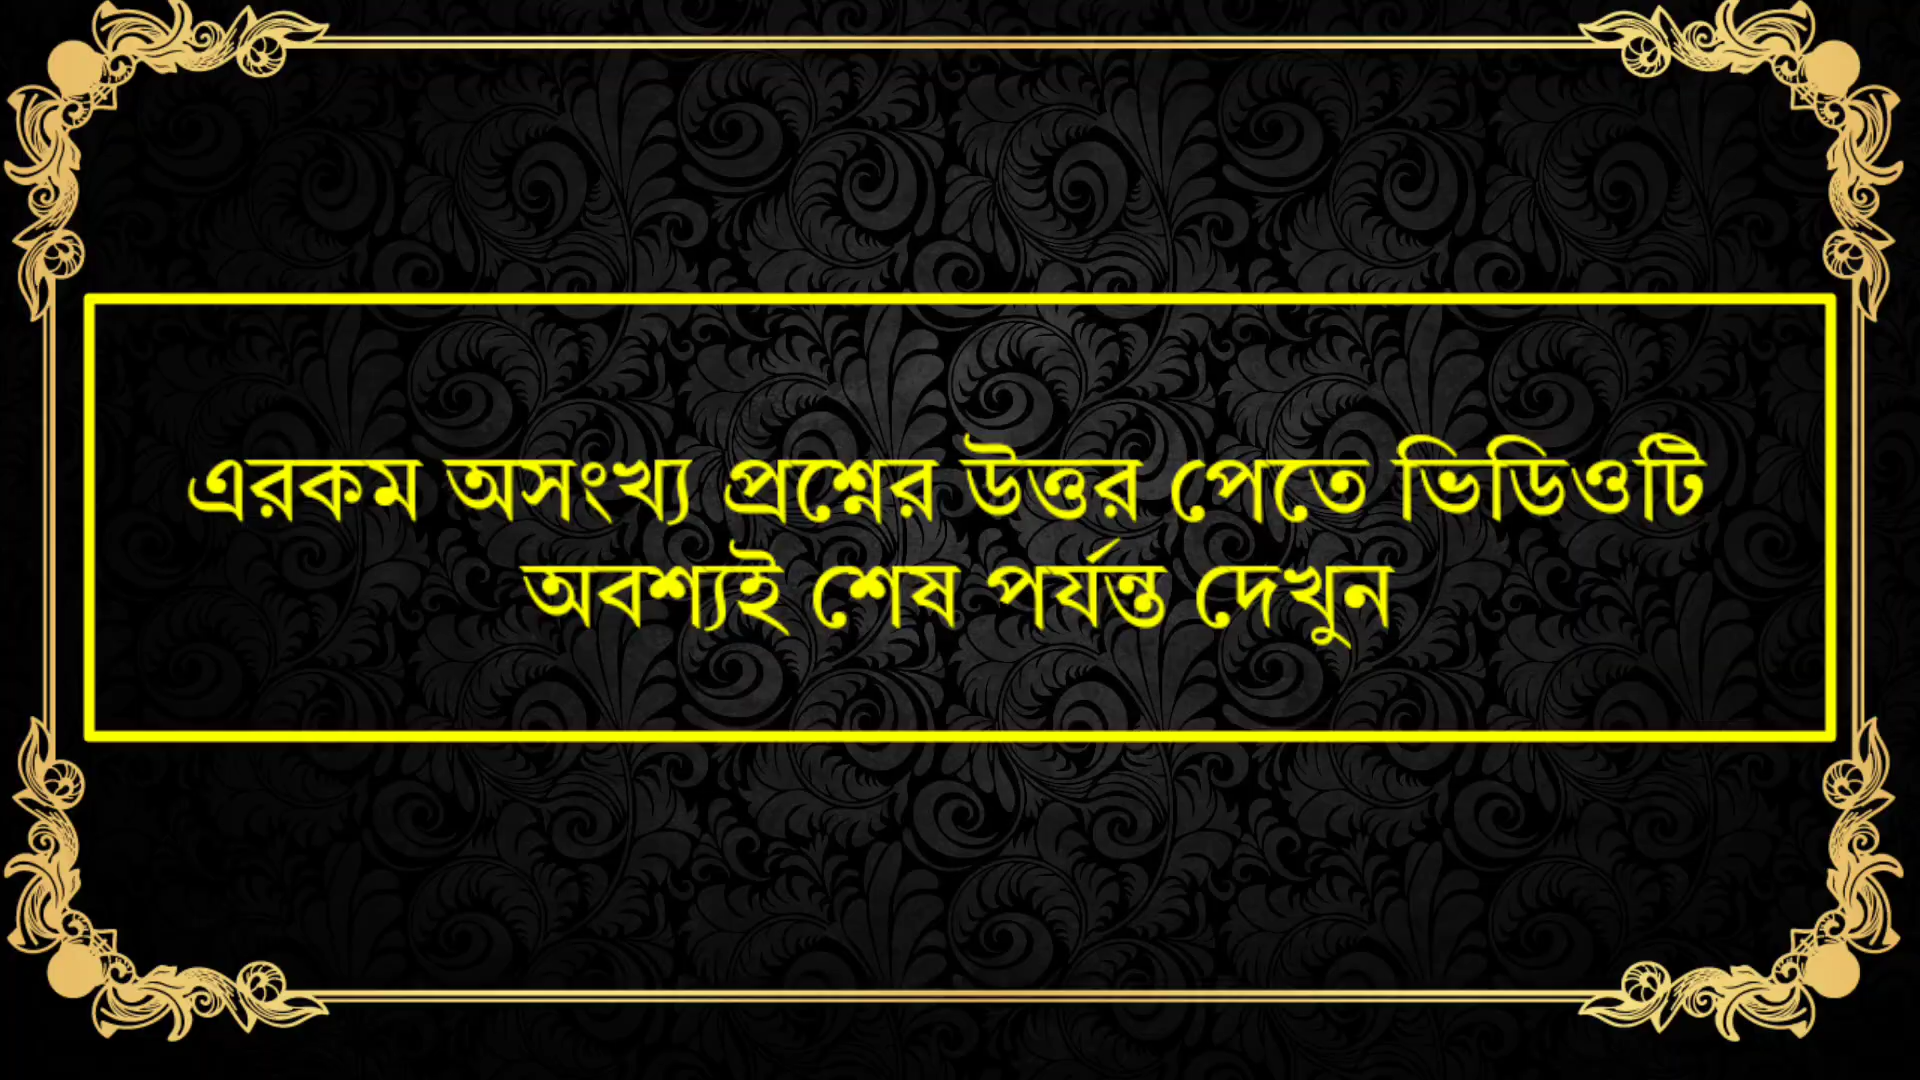 এরকম অসংখ্য প্রশ্নের উত্তর পেতে ভিডিওটি
অবশ্যই শেষ পর্যন্ত দেখুন